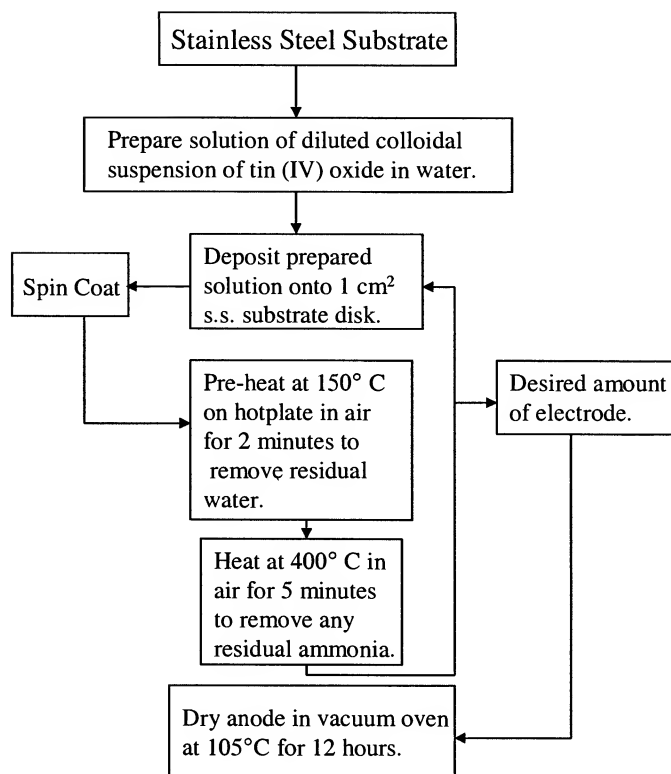 Stainless Steel Substrate
Prepare solution of diluted colloidal
suspension of tin (IV) oxide in water.
Deposit prepared
solution onto 1 cm²
s.s. substrate disk.
Spin Coat
Pre-heat at 150° C
on hotplate in air
for 2 minutes to
remove residual
water.
Desired amount
of electrode.
Heat at 400° C in
air for 5 minutes
to remove any
residual ammonia.
Dry anode in vacuum oven
at 105°C for 12 hours.